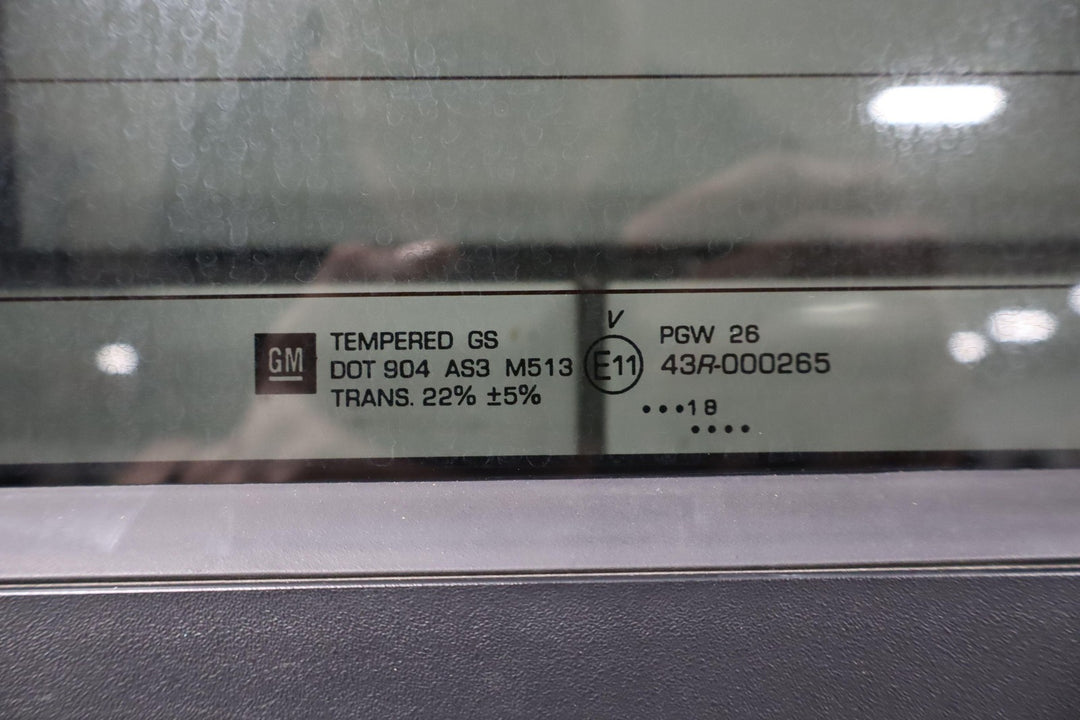 GM
TEMPERED GS
DOT 904 AS3 M513
TRANS. 22% ±5%
V
E11
PGW 26
43R-000265
•••18
••••